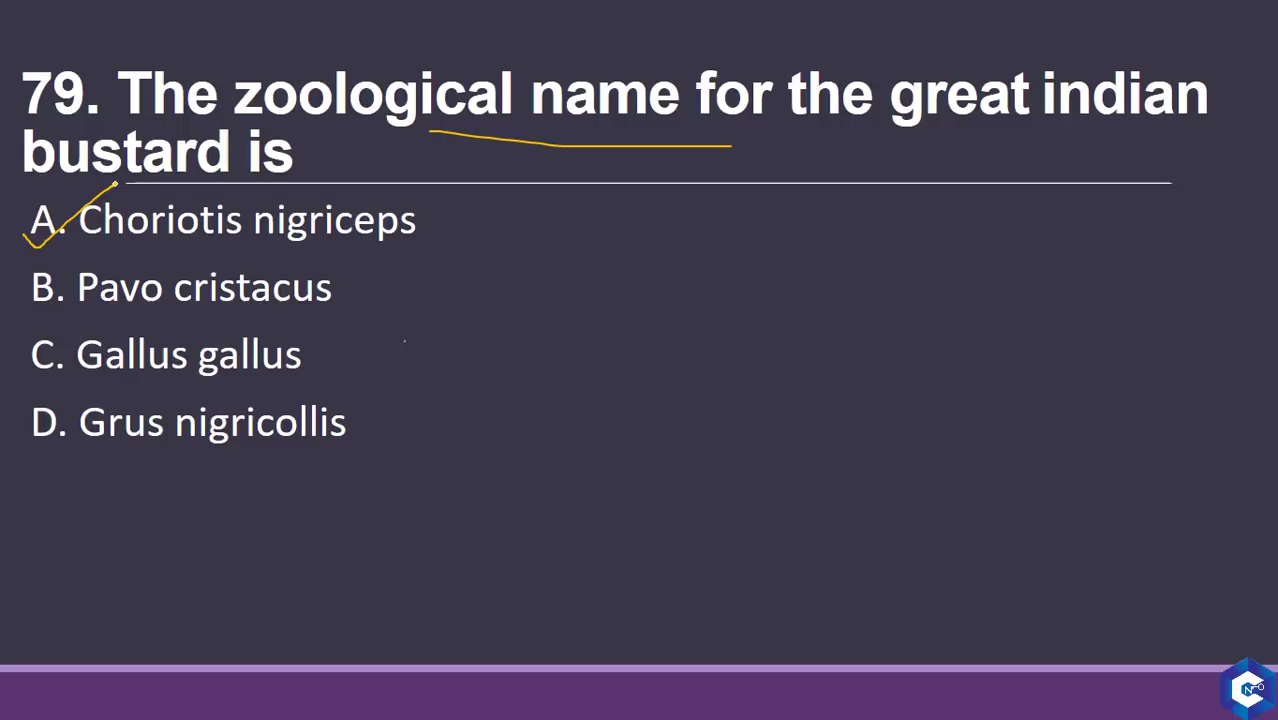 79. The zoological name for the great indian
bustard is
A. Choriotis nigriceps
B. Pavo cristacus
C. Gallus gallus
D. Grus nigricollis